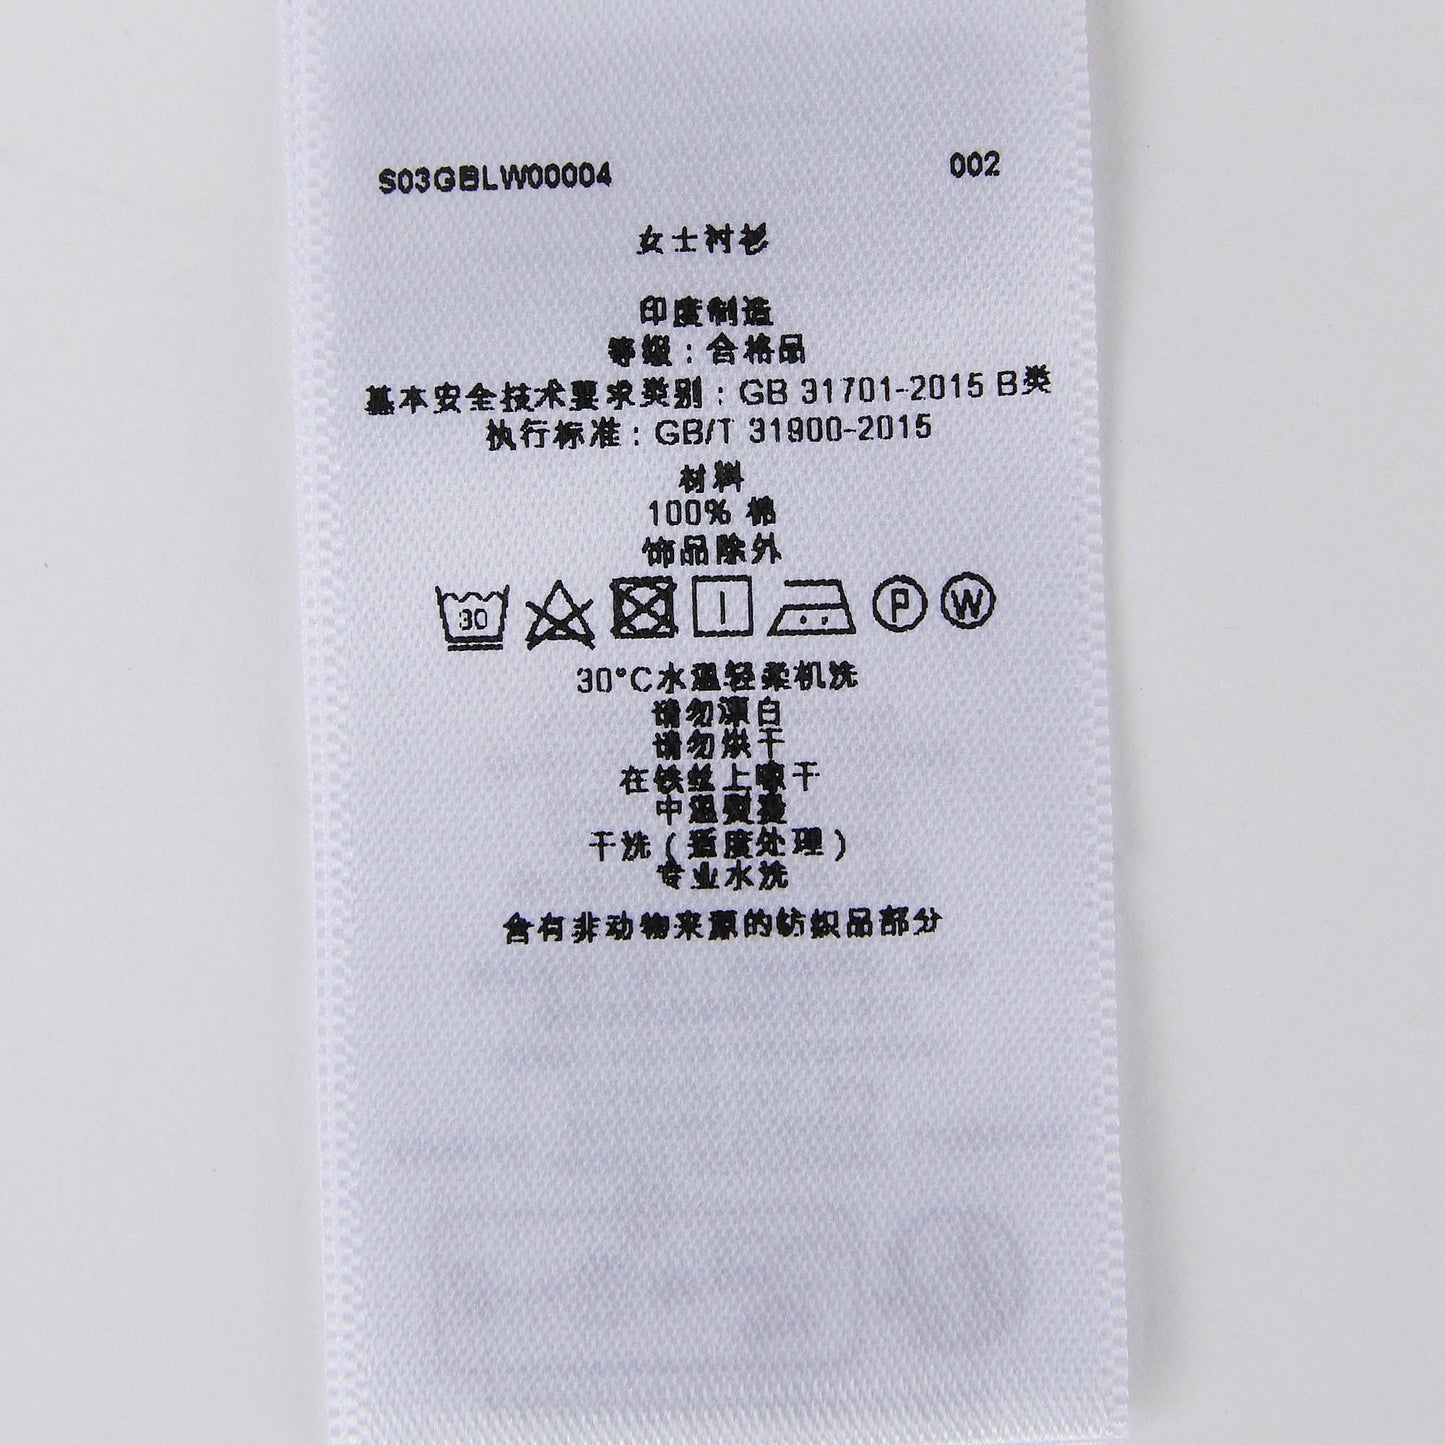 S03GBLW00004 002
女士衬衫
印度制造
等级：合格品
基本安全技术要求类别：GB 31701-2015 B类
执行标准：GB/T 31900-2015
材料
100% 棉
饰品除外
30 P W
30°C水温轻柔机洗
请勿漂白
请勿烘干
在铁丝上晾干
中温熨烫
干洗（适度处理）
专业水洗
含有非动物来源的纺织品部分